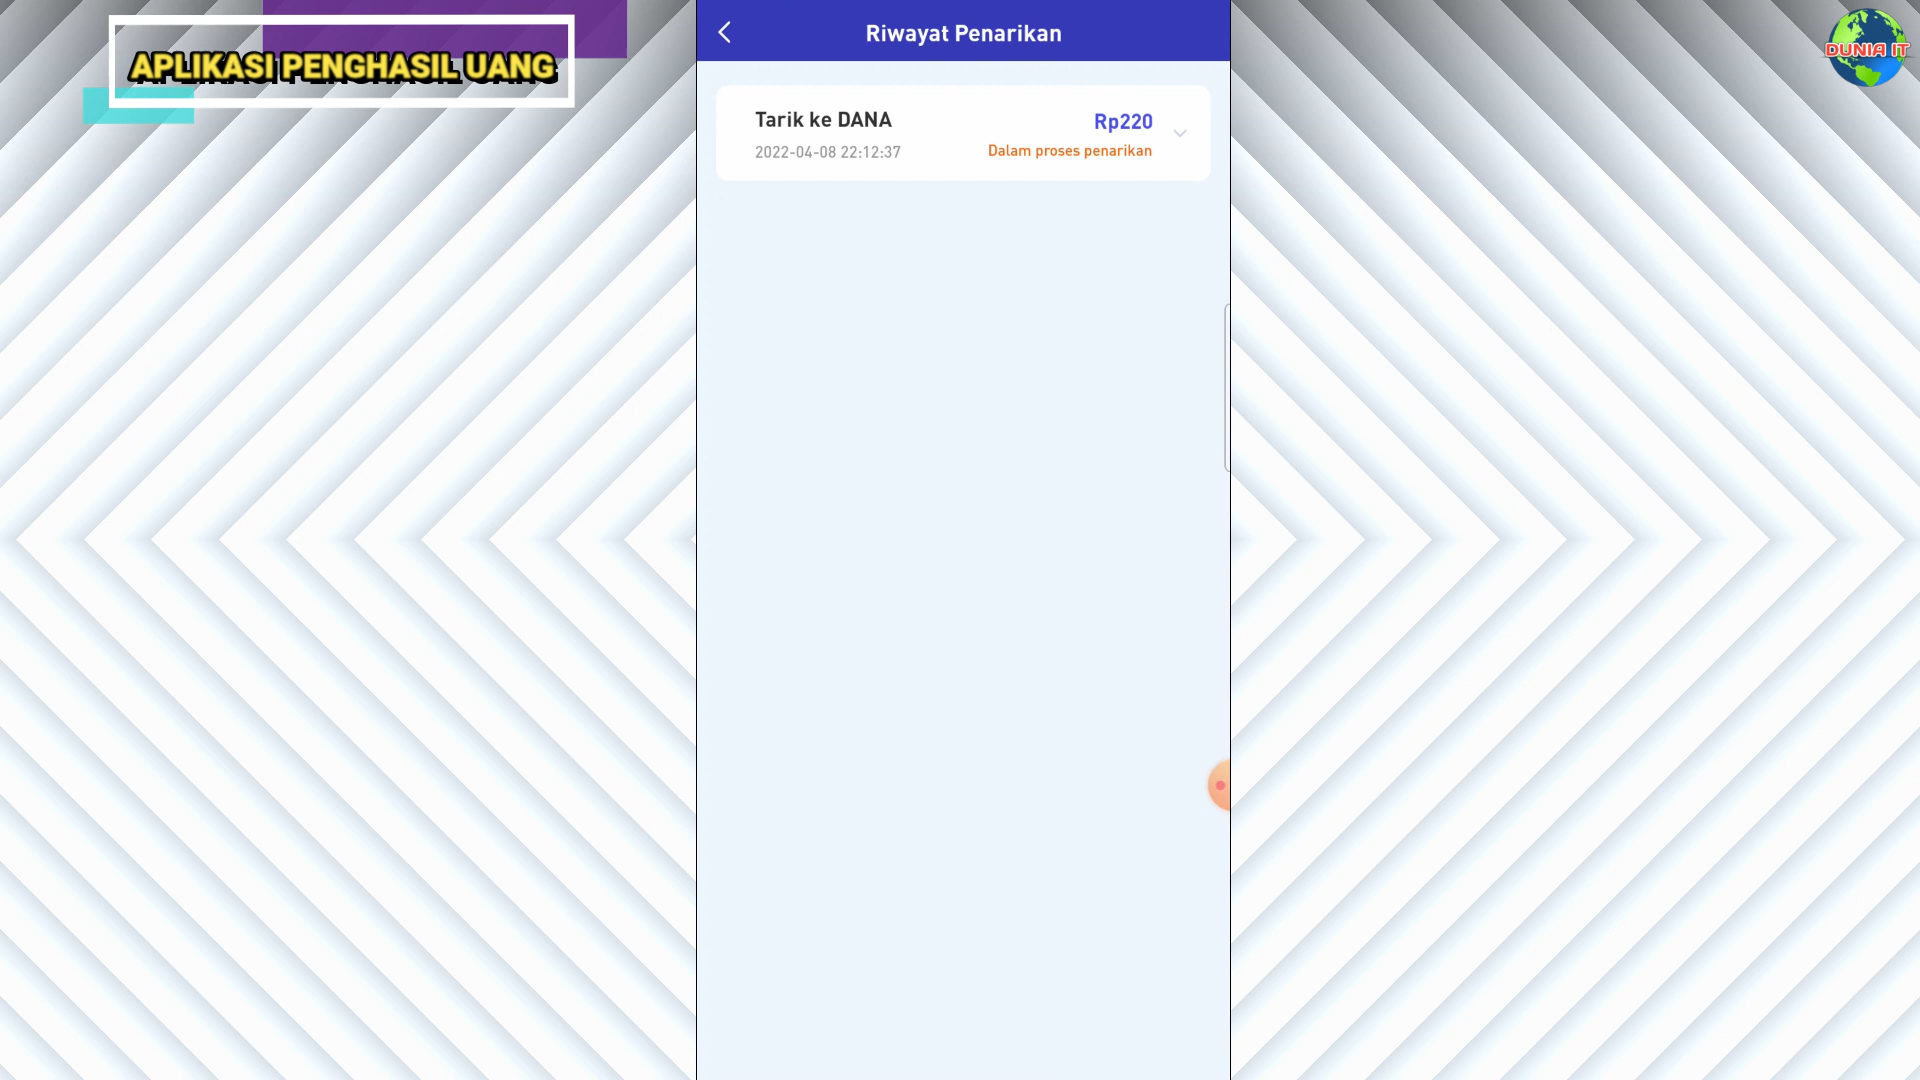 APLIKASI PENGHASIL UANG
Riwayat Penarikan
DUNIA IT
Tarik ke DANA
Rp220
2022-04-08 22:12:37
Dalam proses penarikan